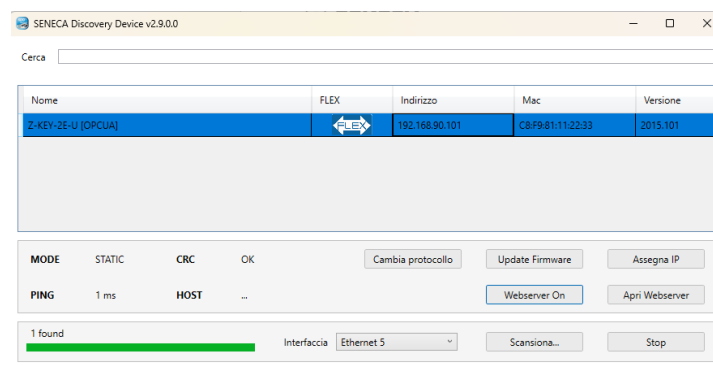 SENECA Discovery Device v2.9.0.0
Cerca
Nome FLEX Indirizzo Mac Versione
Z-KEY-2E-U [OPCUA] FLEX 192.168.90.101 C8:F9:81:11:22:33 2015.101
MODE STATIC CRC OK Cambia protocollo Update Firmware Assegna IP
PING 1 ms HOST ... Webserver On Apri Webserver
1 found
Interfaccia Ethernet 5 Scansiona... Stop